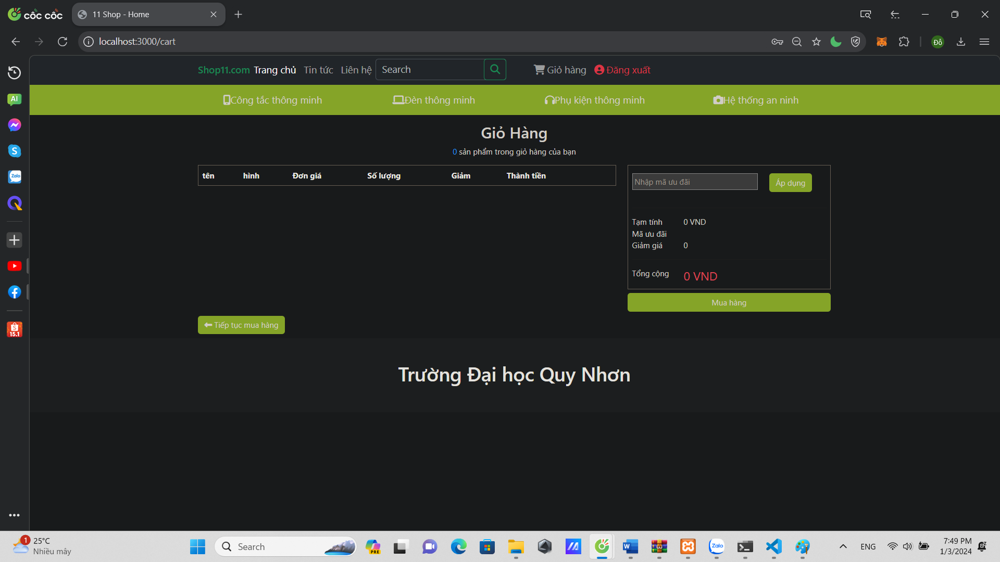 cốc cốc
11 Shop - Home
localhost:3000/cart
Đỗ
AI
Shop11.com Trang chủ Tin tức Liên hệ Search Giỏ hàng Đăng xuất
Công tắc thông minh Đèn thông minh Phụ kiện thông minh Hệ thống an ninh
Giỏ Hàng
0 sản phẩm trong giỏ hàng của bạn
tên hình Đơn giá Số lượng Giảm Thành tiền
Nhập mã ưu đãi Áp dụng
Tạm tính 0 VND
Mã ưu đãi
Giảm giá 0
Tổng cộng 0 VND
Mua hàng
Tiếp tục mua hàng
Trường Đại học Quy Nhơn
S
Zalo
S
15.1
1
25°C
Nhiều mây
Search
PRE
W
Zalo
ENG
7:49 PM
1/3/2024